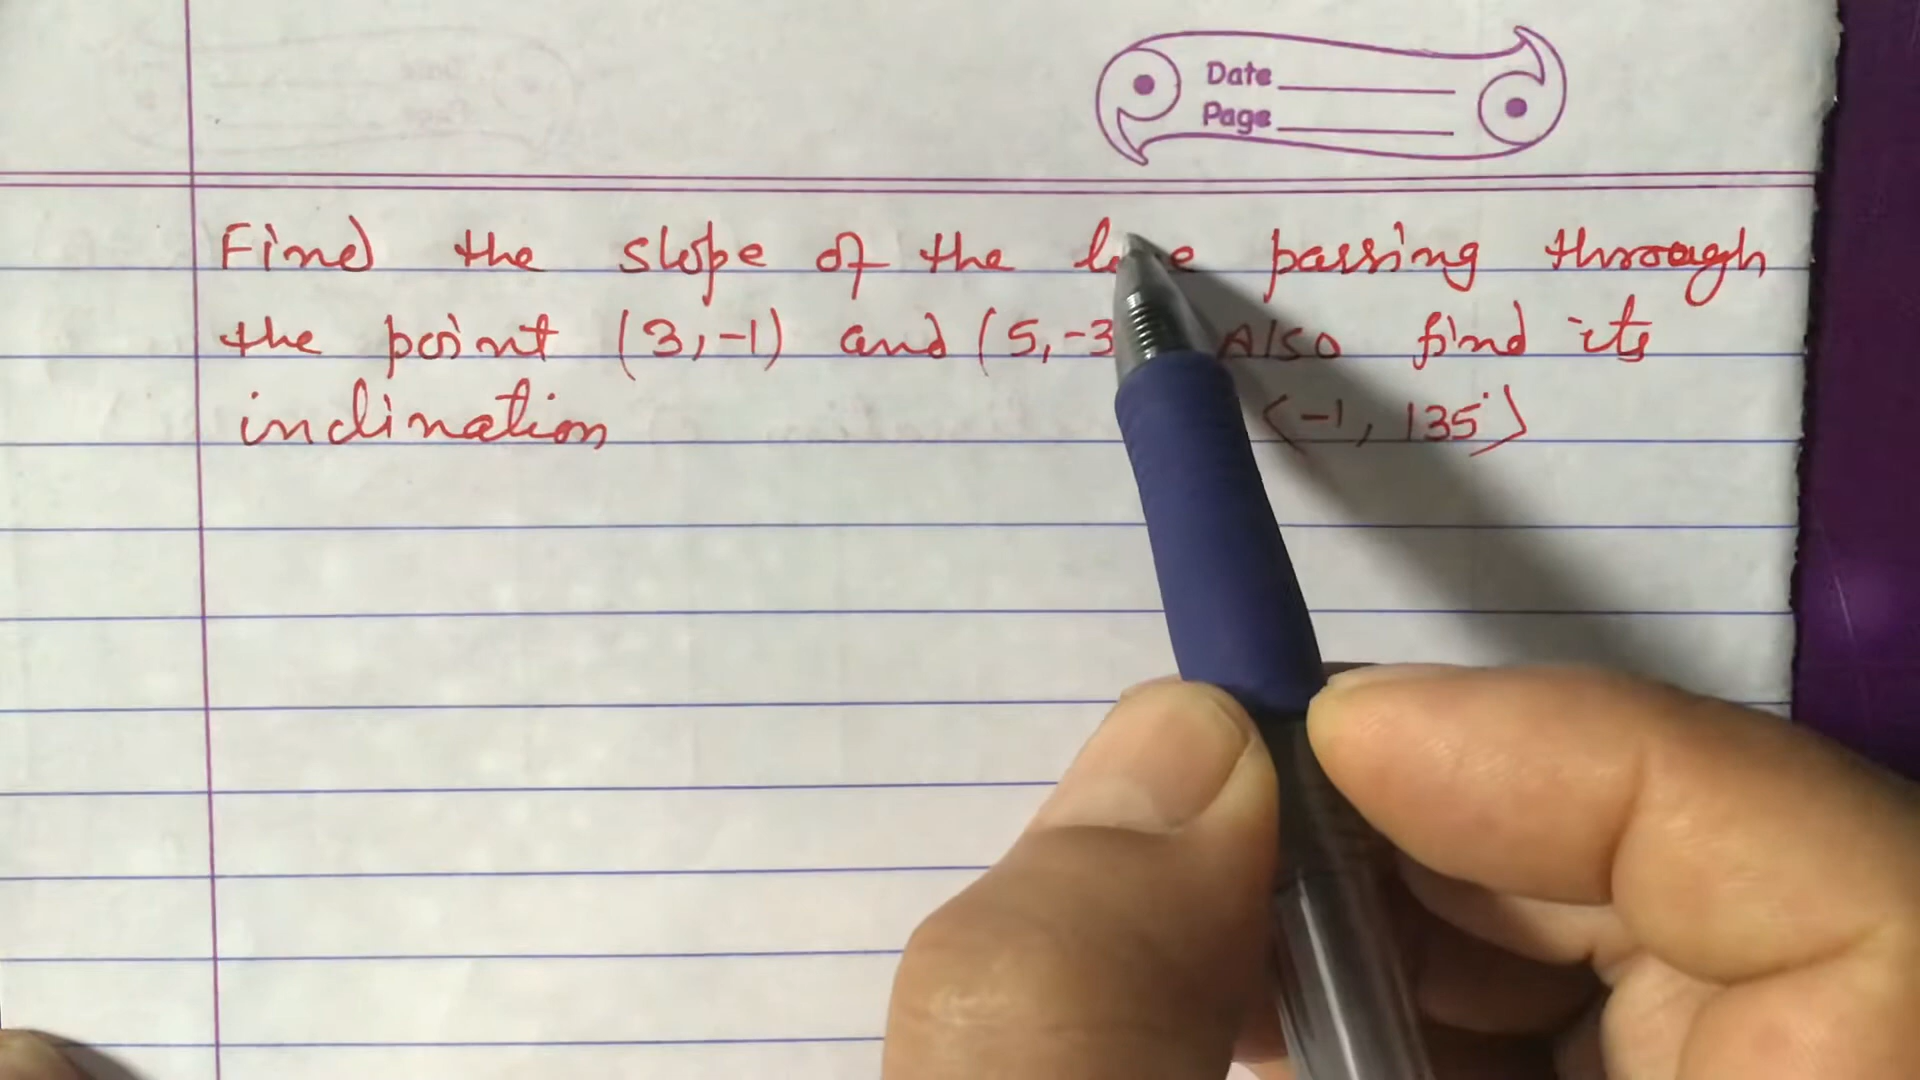 Date
Page
Find the slope of the passing through
the point (3,-1) and (5,-3 Also find its
inclination <-1, 135°>